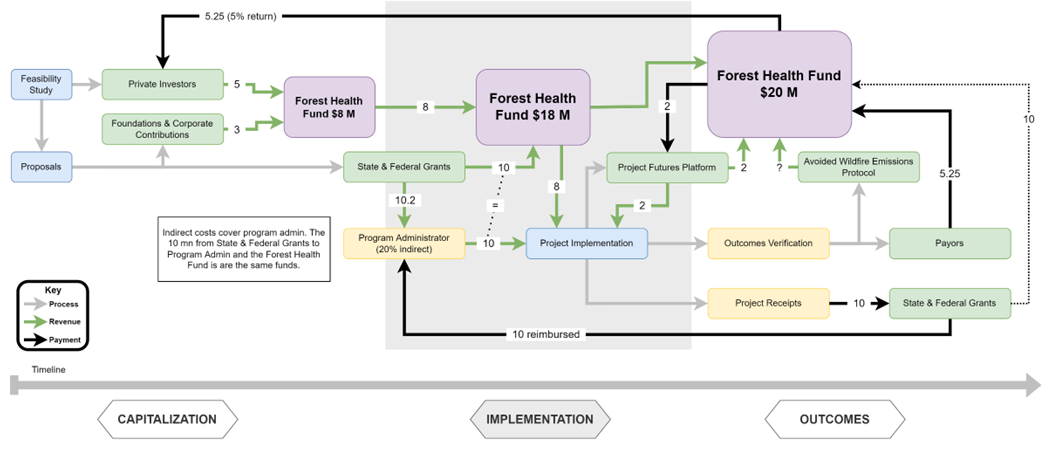 5.25 (5% return)
Feasibility
Study
Private Investors
5
Forest Health
Fund $8 M
8
Forest Health
Fund $18 M
Forest Health Fund
$20 M
2
Foundations & Corporate
Contributions
3
10
Proposals
State & Federal Grants
10
8
Project Futures Platform
2
?
Avoided Wildfire Emissions
Protocol
5.25
10.2
=
2
Indirect costs cover program admin. The
10 mn from State & Federal Grants to
Program Admin and the Forest Health
Fund is are the same funds.
Program Administrator
(20% indirect)
10
Project Implementation
Outcomes Verification
Payors
Key
Process
Revenue
Payment
Project Receipts
10
State & Federal Grants
10 reimbursed
Timeline
CAPITALIZATION
IMPLEMENTATION
OUTCOMES